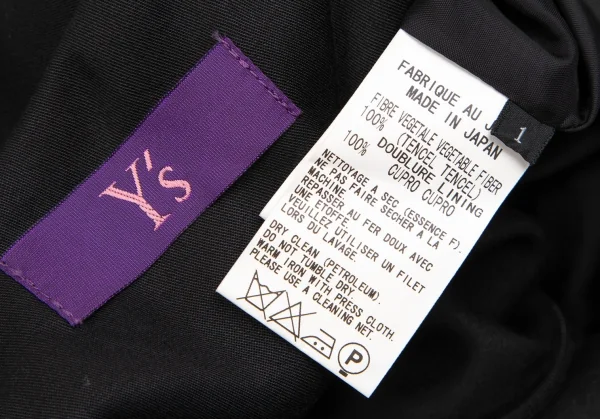 Y's
1
FABRIQUE AU J
MADE IN JAPAN
FIBRE VEGETALE VEGETABLE FIBER
100% (TENCEL TENCEL)
DOUBLURE LINING
100% CUPRO CUPRO
NETTOYAGE A SEC (ESSENCE F).
NE PAS FAIRE SÉCHER A LA
MACHINE
REPASSER AU FER DOUX AVEC
UNE ETOFFE.
VEUILLEZ UTILISER UN FILET
LORS DU LAVAGE.
DRY CLEAN (PETROLEUM).
DO NOT TUMBLE DRY.
WARM IRON WITH PRESS CLOTH.
PLEASE USE A CLEANING NET.
P